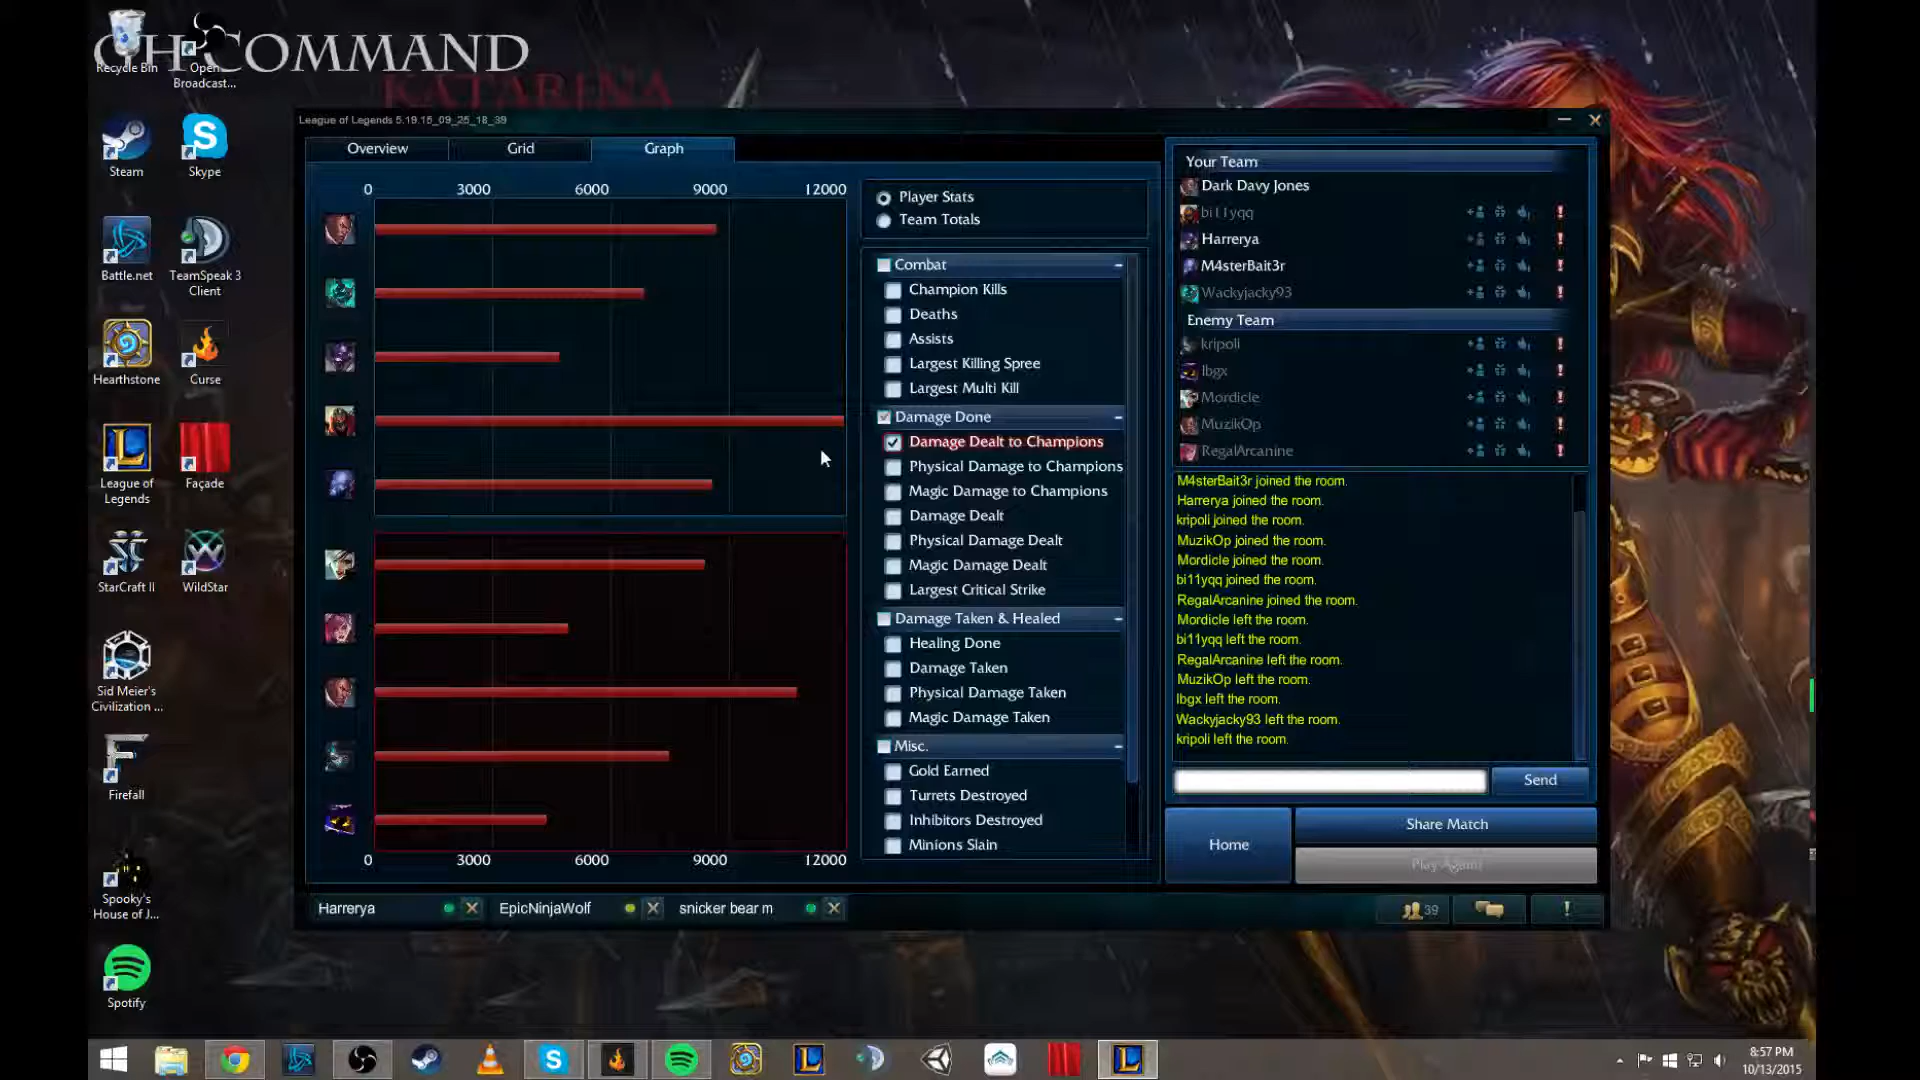 OH COMMAND
KATARINA
Recycle Bin
Open
Broadcast...
Steam
Skype
Battle.net
TeamSpeak 3
Client
Hearthstone
Curse
League of
Legends
Façade
StarCraft II
WildStar
Sid Meier's
Civilization ...
Firefall
Spooky's
House of J...
Spotify
League of Legends 5.19.15_09_25_18_39
Overview
Grid
Graph
0 3000 6000 9000 12000
0 3000 6000 9000 12000
Player Stats
Team Totals
Combat
Champion Kills
Deaths
Assists
Largest Killing Spree
Largest Multi Kill
Damage Done
Damage Dealt to Champions
Physical Damage to Champions
Magic Damage to Champions
Damage Dealt
Physical Damage Dealt
Magic Damage Dealt
Largest Critical Strike
Damage Taken & Healed
Healing Done
Damage Taken
Physical Damage Taken
Magic Damage Taken
Misc.
Gold Earned
Turrets Destroyed
Inhibitors Destroyed
Minions Slain
Your Team
Dark Davy Jones
bi11yqq
Harrerya
M4sterBait3r
Wackyjacky93
Enemy Team
kripoli
lbgx
Mordicle
MuzikOp
RegalArcanine
M4sterBait3r joined the room.
Harrerya joined the room.
kripoli joined the room.
MuzikOp joined the room.
Mordicle joined the room.
bi11yqq joined the room.
RegalArcanine joined the room.
Mordicle left the room.
bi11yqq left the room.
RegalArcanine left the room.
MuzikOp left the room.
lbgx left the room.
Wackyjacky93 left the room.
kripoli left the room.
Send
Home
Share Match
Play Again
Harrerya
EpicNinjaWolf
snicker bear m
39
8:57 PM
10/13/2015